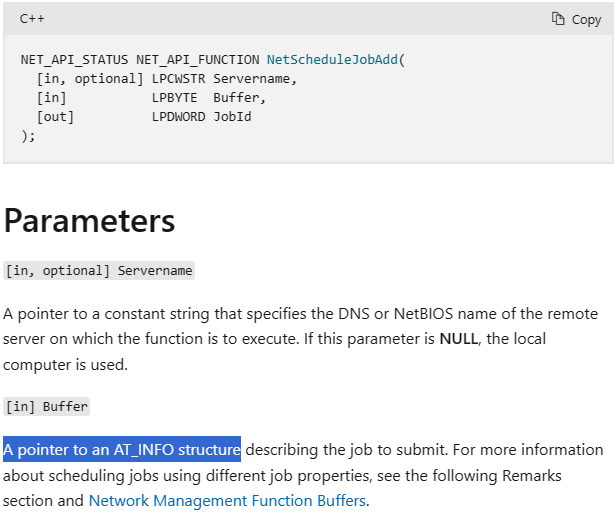 C++ Copy
NET_API_STATUS NET_API_FUNCTION NetScheduleJobAdd(
  [in, optional] LPCWSTR Servername,
  [in]           LPBYTE  Buffer,
  [out]          LPDWORD JobId
);
Parameters
[in, optional] Servername
A pointer to a constant string that specifies the DNS or NetBIOS name of the remote
server on which the function is to execute. If this parameter is NULL, the local
computer is used.
[in] Buffer
A pointer to an AT_INFO structure describing the job to submit. For more information
about scheduling jobs using different job properties, see the following Remarks
section and Network Management Function Buffers.